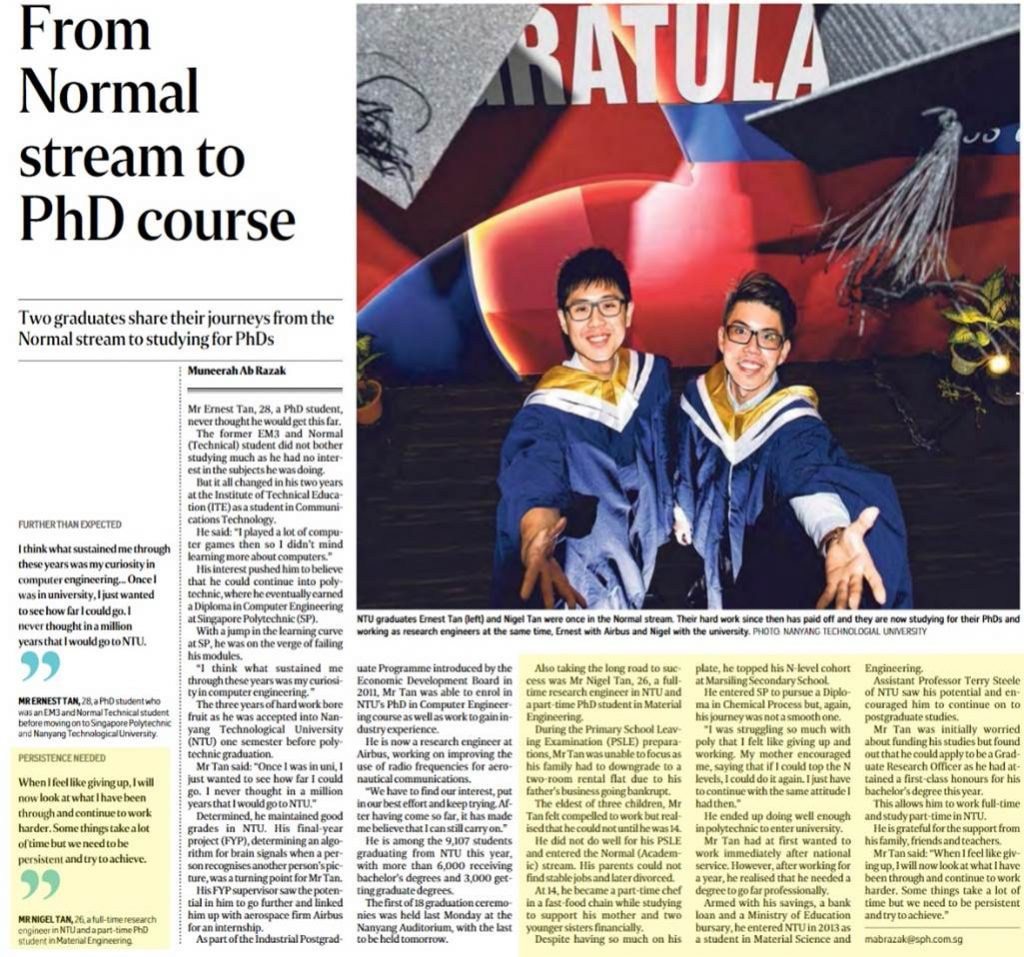 From
Normal
stream to
PhD course
Two graduates share their journeys from the
Normal stream to studying for PhDs
RATULA
NTU graduates Ernest Tan (left) and Nigel Tan were once in the Normal stream. Their hard work since then has paid off and they are now studying for their PhDs and
working as research engineers at the same time, Ernest with Airbus and Nigel with the university. PHOTO: NANYANG TECHNOLOGIAL UNIVERSITY
FURTHER THAN EXPECTED
I think what sustained me through
these years was my curiosity in
computer engineering... Once I
was in university, I just wanted
to see how far I could go. I
never thought in a million
years that I would go to NTU.
”
MR ERNEST TAN, 28, a PhD student who
was an EM3 and Normal Technical student
before moving on to Singapore Polytechnic
and Nanyang Technological University.
PERSISTENCE NEEDED
When I feel like giving up, I will
now look at what I have been
through and continue to work
harder. Some things take a lot
of time but we need to be
persistent and try to achieve.
”
MR NIGEL TAN, 26, a full-time research
engineer in NTU and a part-time PhD
student in Material Engineering.
Muneerah Ab Razak
Mr Ernest Tan, 28, a PhD student,
never thought he would get this far.
The former EM3 and Normal
(Technical) student did not bother
studying much as he had no inter-
est in the subjects he was doing.
But it all changed in his two years
at the Institute of Technical Educa-
tion (ITE) as a student in Communi-
cations Technology.
He said: "I played a lot of compu-
ter games then so I didn't mind
learning more about computers."
His interest pushed him to believe
that he could continue into poly-
technic, where he eventually earned
a Diploma in Computer Engineering
at Singapore Polytechnic (SP).
With a jump in the learning curve
at SP, he was on the verge of failing
his modules.
"I think what sustained me
through these years was my curiosi-
ty in computer engineering."
The three years of hard work bore
fruit as he was accepted into Nan-
yang Technological University
(NTU) one semester before poly-
technic graduation.
Mr Tan said: "Once I was in uni, I
just wanted to see how far I could
go. I never thought in a million
years that I would go to NTU."
Determined, he maintained good
grades in NTU. His final-year
project (FYP), determining an algo-
rithm for brain signals when a per-
son recognises another person's pic-
ture, was a turning point for Mr Tan.
His FYP supervisor saw the poten-
tial in him to go further and linked
him up with aerospace firm Airbus
for an internship.
As part of the Industrial Postgrad-
uate Programme introduced by the
Economic Development Board in
2011, Mr Tan was able to enrol in
NTU's PhD in Computer Engineer-
ing course as well as work to gain in-
dustry experience.
He is now a research engineer at
Airbus, working on improving the
use of radio frequencies for aero-
nautical communications.
"We have to find our interest, put
in our best effort and keep trying. Af-
ter having come so far, it has made
me believe that I can still carry on."
He is among the 9,107 students
graduating from NTU this year,
with more than 6,000 receiving
bachelor's degrees and 3,000 get-
ting graduate degrees.
The first of 18 graduation ceremo-
nies was held last Monday at the
Nanyang Auditorium, with the last
to be held tomorrow.
Also taking the long road to suc-
cess was Mr Nigel Tan, 26, a full-
time research engineer in NTU and
a part-time PhD student in Material
Engineering.
During the Primary School Leav-
ing Examination (PSLE) prepara-
tions, Mr Tan was unable to focus as
his family had to downgrade to a
two-room rental flat due to his
father's business going bankrupt.
The eldest of three children, Mr
Tan felt compelled to work but real-
ised that he could not until he was 14.
He did not do well for his PSLE
and entered the Normal (Academ-
ic) stream. His parents could not
find stable jobs and later divorced.
At 14, he became a part-time chef
in a fast-food chain while studying
to support his mother and two
younger sisters financially.
Despite having so much on his
plate, he topped his N-level cohort
at Marsiling Secondary School.
He entered SP to pursue a Diplo-
ma in Chemical Process but, again,
his journey was not a smooth one.
"I was struggling so much with
poly that I felt like giving up and
working. My mother encouraged
me, saying that if I could top the N
levels, I could do it again. I just have
to continue with the same attitude I
had then."
He ended up doing well enough
in polytechnic to enter university.
Mr Tan had at first wanted to
work immediately after national
service. However, after working for
a year, he realised that he needed a
degree to go far professionally.
Armed with his savings, a bank
loan and a Ministry of Education
bursary, he entered NTU in 2013 as
a student in Material Science and
Engineering.
Assistant Professor Terry Steele
of NTU saw his potential and en-
couraged him to continue on to
postgraduate studies.
Mr Tan was initially worried
about funding his studies but found
out that he could apply to be a Grad-
uate Research Officer as he had at-
tained a first-class honours for his
bachelor's degree this year.
This allows him to work full-time
and study part-time in NTU.
He is grateful for the support from
his family, friends and teachers.
Mr Tan said: "When I feel like giv-
ing up, I will now look at what I have
been through and continue to work
harder. Some things take a lot of
time but we need to be persistent
and try to achieve."
mabrazak@sph.com.sg